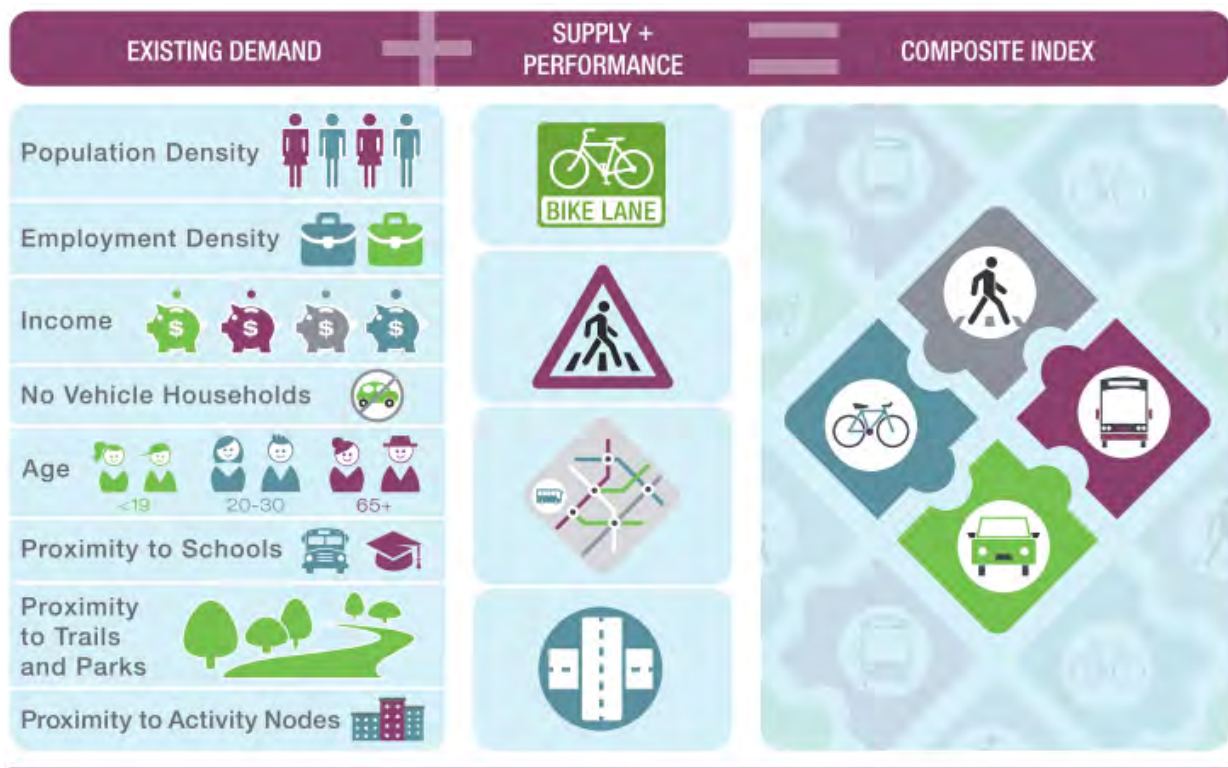 EXISTING DEMAND
SUPPLY +
PERFORMANCE
COMPOSITE INDEX
Population Density
Employment Density
Income
$ $ $ $
No Vehicle Households
Age
<19 20-30 65+
Proximity to Schools
Proximity
to Trails
and Parks
Proximity to Activity Nodes
BIKE LANE